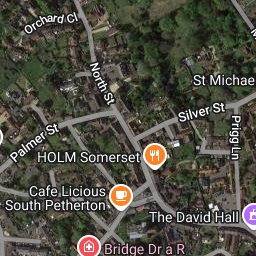 Orchard Cl
North St
St Michae
Palmer St
Silver St
Prigg Ln
HOLM Somerset
Cafe Licious
South Petherton
The David Hall
Bridge Dr a R